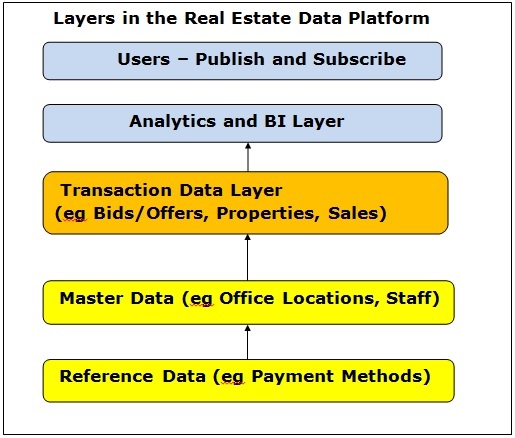 Layers in the Real Estate Data Platform
Users – Publish and Subscribe
Analytics and BI Layer
Transaction Data Layer
(eg Bids/Offers, Properties, Sales)
Master Data (eg Office Locations, Staff)
Reference Data (eg Payment Methods)